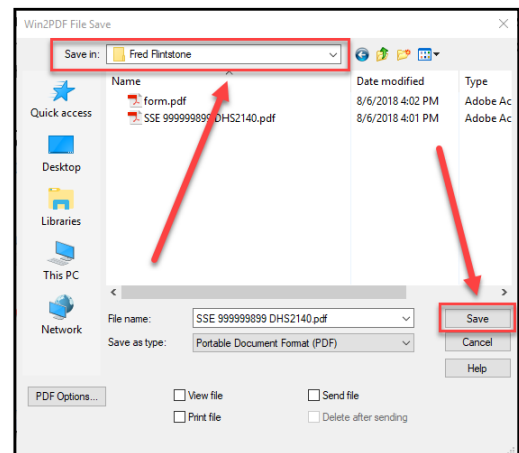 Win2PDF File Save
Save in: Fred Flintstone
Name Date modified Type
form.pdf 8/6/2018 4:02 PM Adobe Ac
SSE 999999899 DHS2140.pdf 8/6/2018 4:01 PM Adobe Ac
Quick access
Desktop
Libraries
This PC
Network
File name: SSE 999999899 DHS2140.pdf Save
Save as type: Portable Document Format (PDF) Cancel
Help
PDF Options... View file Send file
Print file Delete after sending